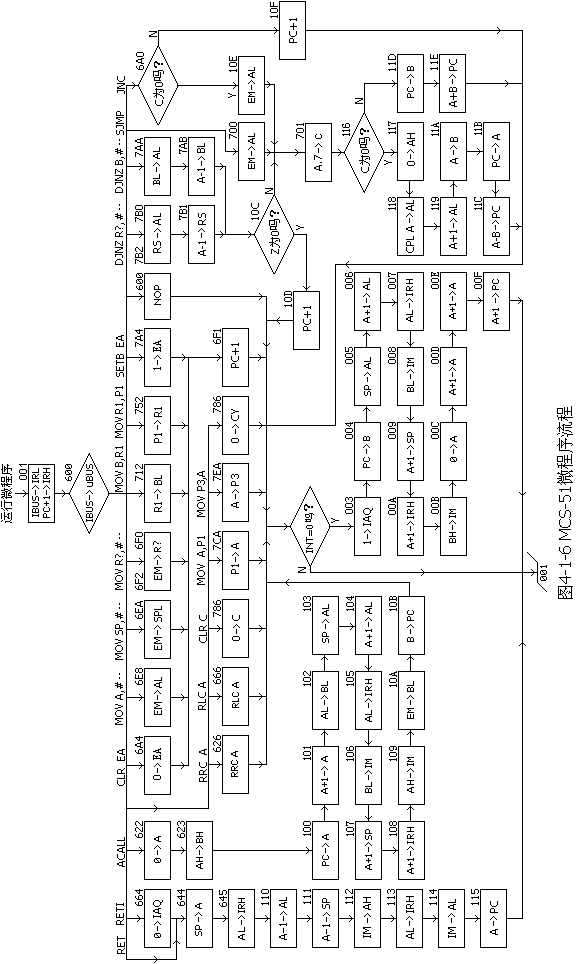 运行微程序
001
IBUS->IRL
PC+1->IRH
600
IBUS->uBUS
RET
RETI
ACALL
CLR EA
MOV A,#--
MOV SP,#--
MOV R?,#--
MOV B,R1
MOV R1,P1
SETB EA
DJNZ R?,#--
DJNZ B,#--
SJMP
JNC
664
0->IAQ
622
0->A
6A4
0->EA
6E8
EM->AL
6EA
EM->SPL
6F0
6F2
EM->R?
712
R1->BL
752
P1->R1
7A4
1->EA
600
NOP
7B0
7B2
RS->AL
7AA
BL->AL
6A0
C为0吗?
N
Y
10F
PC+1
644
SP->A
623
AH->BH
RRC A
RLC A
CLR C
MOV A,P1
MOV P3,A
626
RRC A
666
RLC A
786
0->C
7CA
P1->A
7EA
A->P3
786
0->CY
6F1
PC+1
7B1
A-1->RS
7AB
A-1->BL
700
EM->AL
10E
EM->AL
10C
Z为0吗?
N
Y
10D
PC+1
701
A.7->C
116
C为0吗?
N
Y
645
AL->IRH
110
A-1->AL
111
A-1->SP
112
IM->AH
113
AL->IRH
114
IM->AL
115
A->PC
100
PC->A
101
A+1->A
102
AL->BL
103
SP->AL
104
A+1->AL
105
AL->IRH
106
BL->IM
107
A+1->SP
108
A+1->IRH
109
AH->IM
10A
EM->BL
10B
B->PC
INT=0吗?
N
Y
003
1->IAQ
004
PC->B
005
SP->AL
006
A+1->AL
007
AL->IRH
008
BL->IM
009
A+1->SP
00A
A+1->IRH
00B
BH->IM
00C
0->A
00D
A+1->A
00E
A+1->A
00F
A+1->PC
117
0->AH
118
CPL A->AL
119
A+1->AL
11A
A->B
11B
PC->A
11C
A-B->PC
11D
PC->B
11E
A+B->PC
001
图4-1-6 MCS-51微程序流程